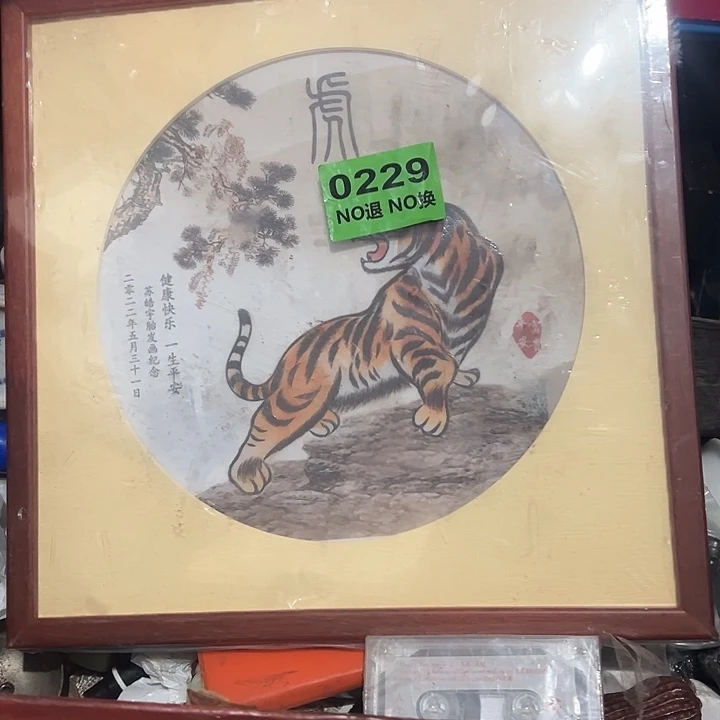 虎
0229
NO退 NO换
健康快乐 一生平安
苏皓宇胎发画纪念
二零二二年五月三十一日